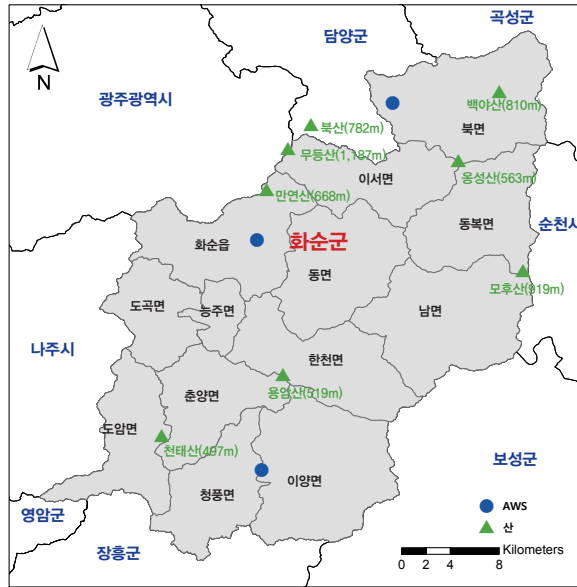 곡성군
담양군
광주광역시
N
백아산(810m)
북산(782m)
북면
무등산(1,187m)
이서면
옹성산(563m)
만연산(668m)
동복면
순천시
화순읍
화순군
동면
모후산(919m)
도곡면
능주면
남면
나주시
한천면
춘양면
용암산(519m)
도암면
천태산(497m)
보성군
이양면
청풍면
영암군
장흥군
AWS
산
Kilometers
0 2 4 8